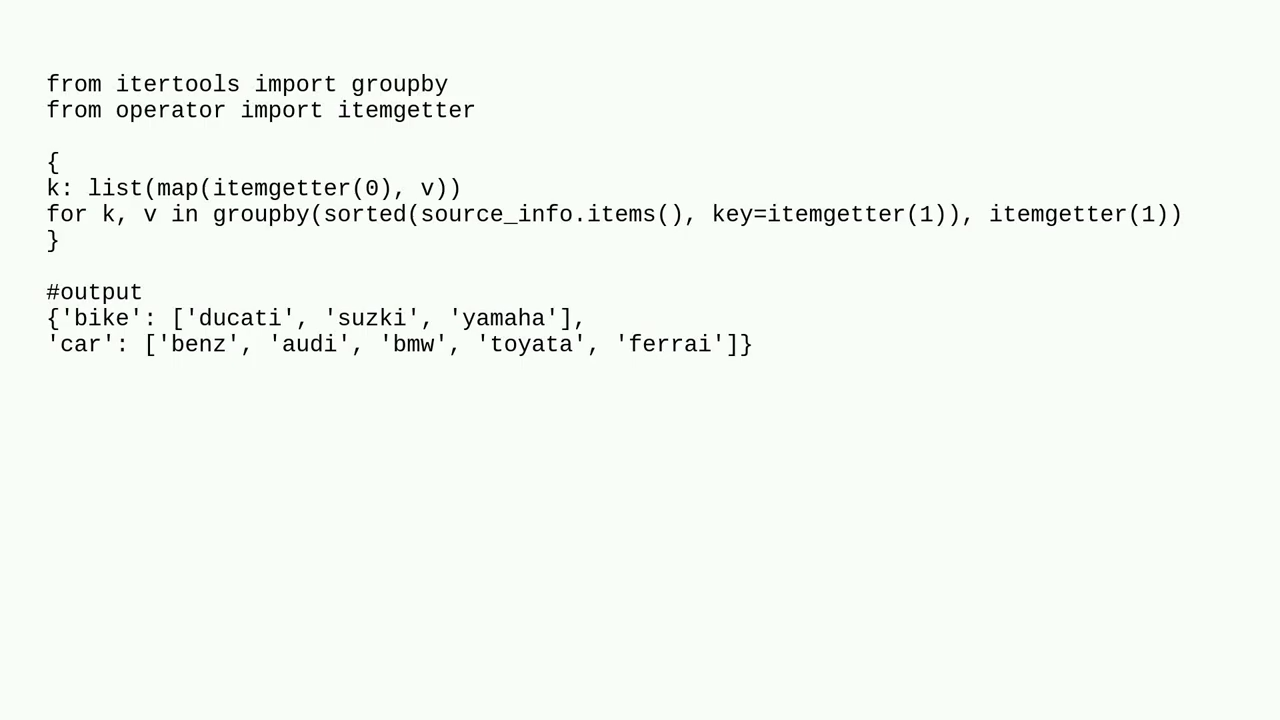 from itertools import groupby
from operator import itemgetter
{
k: list(map(itemgetter(0), v))
for k, v in groupby(sorted(source_info.items(), key=itemgetter(1)), itemgetter(1))
}
#output
{'bike': ['ducati', 'suzki', 'yamaha'],
'car': ['benz', 'audi', 'bmw', 'toyata', 'ferrai']}